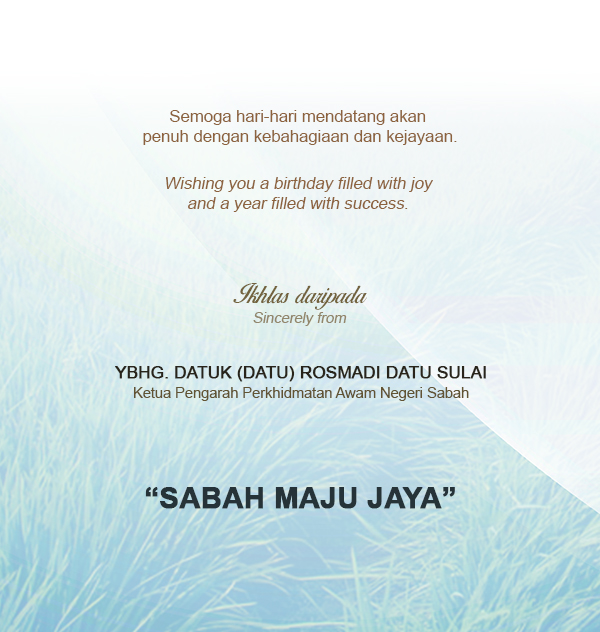 Semoga hari-hari mendatang akan
penuh dengan kebahagiaan dan kejayaan.
Wishing you a birthday filled with joy
and a year filled with success.
Ikhlas daripada
Sincerely from
YBHG. DATUK (DATU) ROSMADI DATU SULAI
Ketua Pengarah Perkhidmatan Awam Negeri Sabah
“SABAH MAJU JAYA”